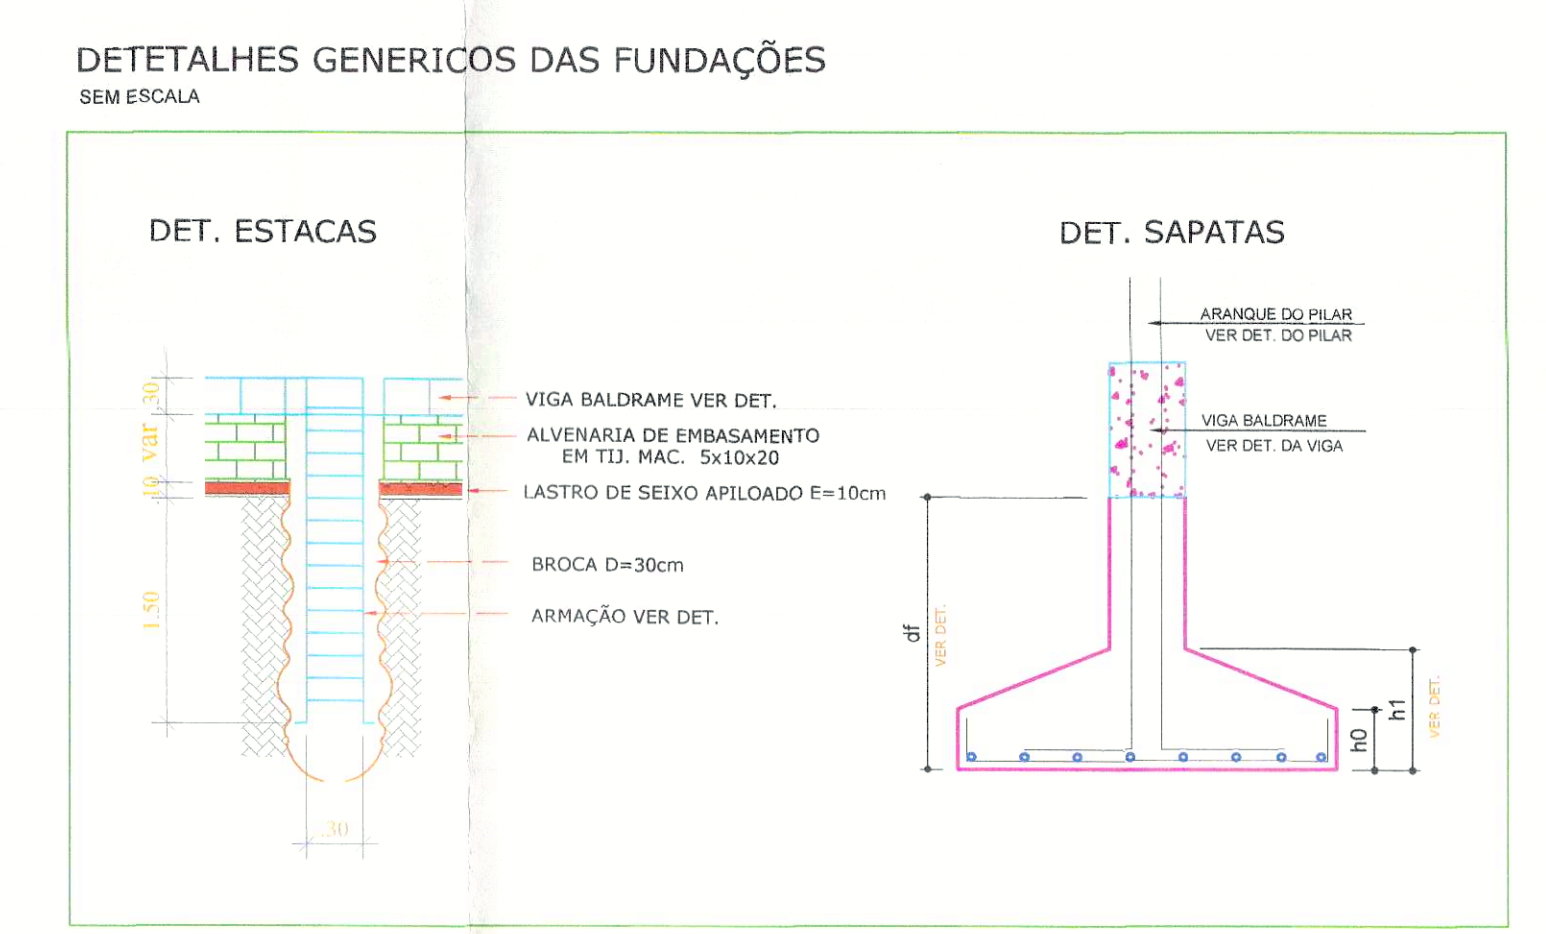 DETETALHES GENERICOS DAS FUNDAÇÕES
SEM ESCALA
DET. ESTACAS
.30
var
10
1.50
.30
VIGA BALDRAME VER DET.
ALVENARIA DE EMBASAMENTO
EM TIJ. MAC. 5x10x20
LASTRO DE SEIXO APILOADO E=10cm
BROCA D=30cm
ARMAÇÃO VER DET.
DET. SAPATAS
ARANQUE DO PILAR
VER DET. DO PILAR
VIGA BALDRAME
VER DET. DA VIGA
df
VER DET.
h0
h1
VER DET.